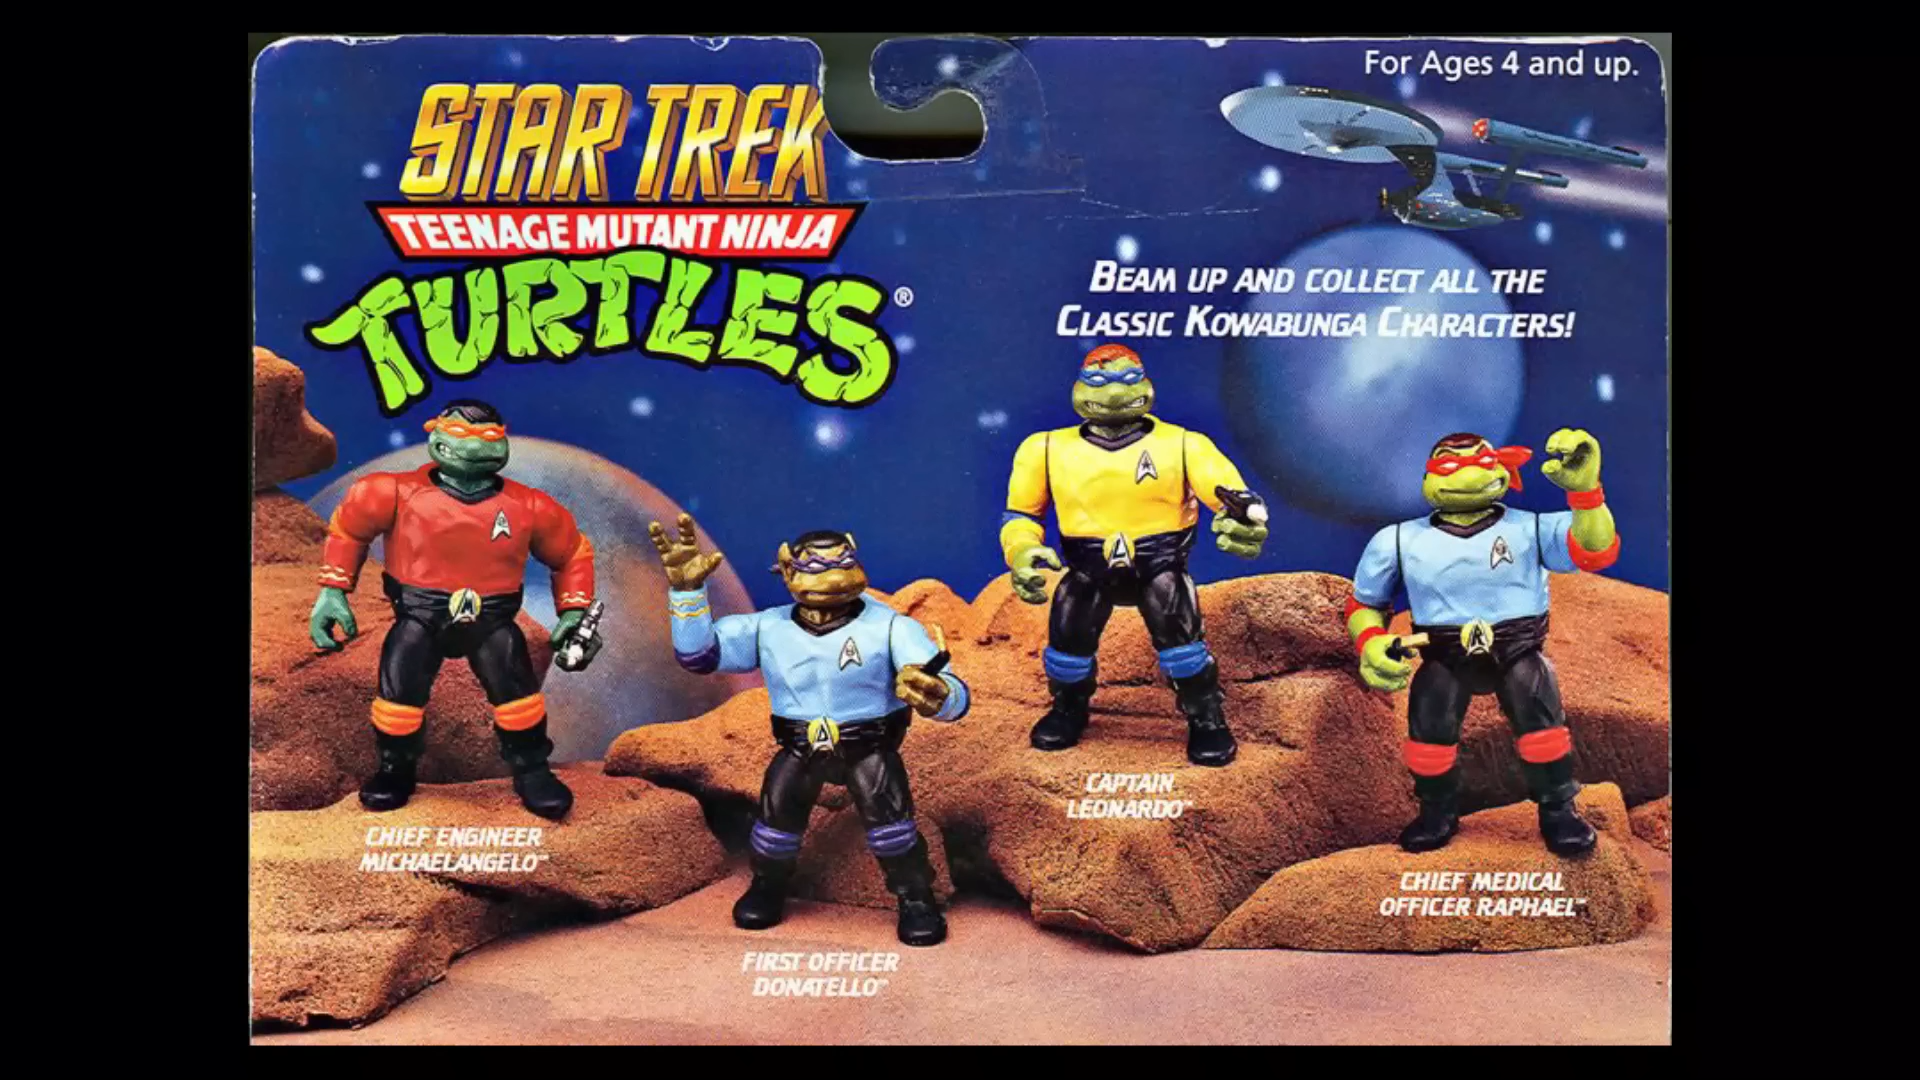 For Ages 4 and up.
STAR TREK
TEENAGE MUTANT NINJA
TURTLES®
BEAM UP AND COLLECT ALL THE
CLASSIC KOWABUNGA CHARACTERS!
CHIEF ENGINEER
MICHAELANGELO™
FIRST OFFICER
DONATELLO™
CAPTAIN
LEONARDO™
CHIEF MEDICAL
OFFICER RAPHAEL™
M
D
L
R